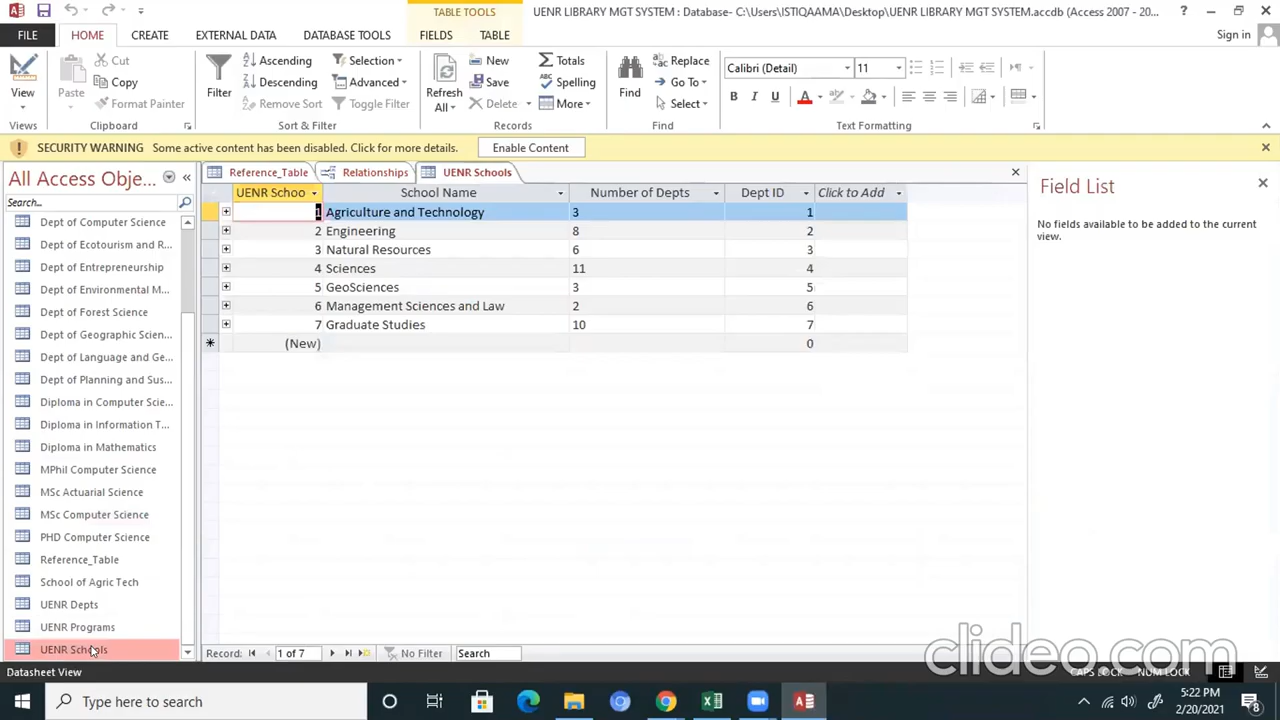 TABLE TOOLS
UENR LIBRARY MGT SYSTEM : Database- C:\Users\ISTIQAAMA\Desktop\UENR LIBRARY MGT SYSTEM.accdb (Access 2007 - 20...
FILE HOME CREATE EXTERNAL DATA DATABASE TOOLS FIELDS TABLE Sign in
View
Views
Paste
Cut
Copy
Format Painter
Clipboard
Filter
Ascending
Descending
Remove Sort
Selection
Advanced
Toggle Filter
Sort & Filter
Refresh
All
New
Save
Delete
Totals
Spelling
More
Records
Find
Replace
Go To
Select
Find
Calibri (Detail) 11
B I U A
Text Formatting
SECURITY WARNING Some active content has been disabled. Click for more details. Enable Content
All Access Obje...
Search...
Dept of Computer Science
Dept of Ecotourism and R...
Dept of Entrepreneurship
Dept of Environmental M...
Dept of Forest Science
Dept of Geographic Scien...
Dept of Language and Ge...
Dept of Planning and Sus...
Diploma in Computer Scie...
Diploma in Information T...
Diploma in Mathematics
MPhil Computer Science
MSc Actuarial Science
MSc Computer Science
PHD Computer Science
Reference_Table
School of Agric Tech
UENR Depts
UENR Programs
UENR Schools
Reference_Table Relationships UENR Schools
UENR Schoo School Name Number of Depts Dept ID Click to Add
1 Agriculture and Technology 3 1
2 Engineering 8 2
3 Natural Resources 6 3
4 Sciences 11 4
5 GeoSciences 3 5
6 Management Sciences and Law 2 6
7 Graduate Studies 10 7
(New) 0
Field List
No fields available to be added to the current
view.
Record: 1 of 7 No Filter Search
clideo.com
Datasheet View CAPS LOCK NUM LOCK
Type here to search
5:22 PM
2/20/2021
8